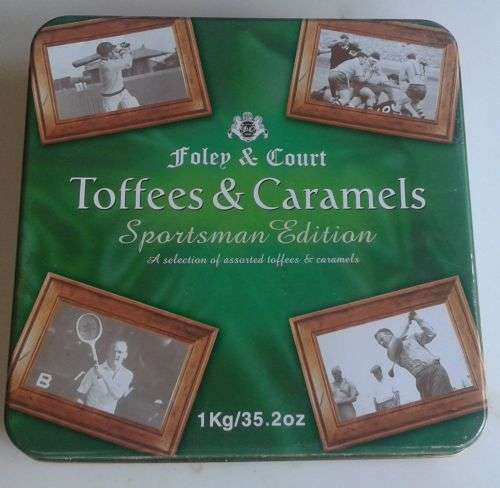 Foley & Court
Toffees & Caramels
Sportsman Edition
A selection of assorted toffees & caramels
B
1Kg/35.2oz